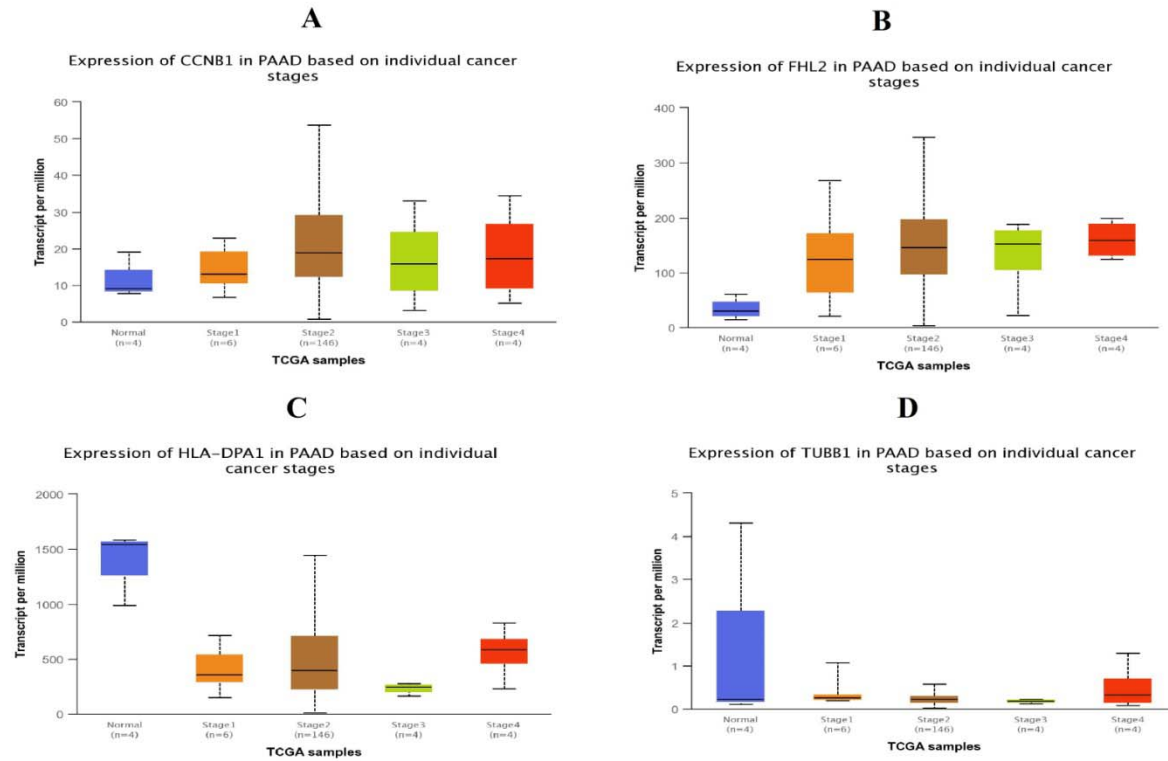 A
Expression of CCNB1 in PAAD based on individual cancer
stages
Transcript per million
60
50
40
30
20
10
0
Normal
(n=4)
Stage1
(n=6)
Stage2
(n=146)
Stage3
(n=4)
Stage4
(n=4)
TCGA samples
B
Expression of FHL2 in PAAD based on individual cancer
stages
Transcript per million
400
300
200
100
0
Normal
(n=4)
Stage1
(n=6)
Stage2
(n=146)
Stage3
(n=4)
Stage4
(n=4)
TCGA samples
C
Expression of HLA−DPA1 in PAAD based on individual
cancer stages
Transcript per million
2000
1500
1000
500
0
Normal
(n=4)
Stage1
(n=6)
Stage2
(n=146)
Stage3
(n=4)
Stage4
(n=4)
TCGA samples
D
Expression of TUBB1 in PAAD based on individual cancer
stages
Transcript per million
5
4
3
2
1
0
Normal
(n=4)
Stage1
(n=6)
Stage2
(n=146)
Stage3
(n=4)
Stage4
(n=4)
TCGA samples